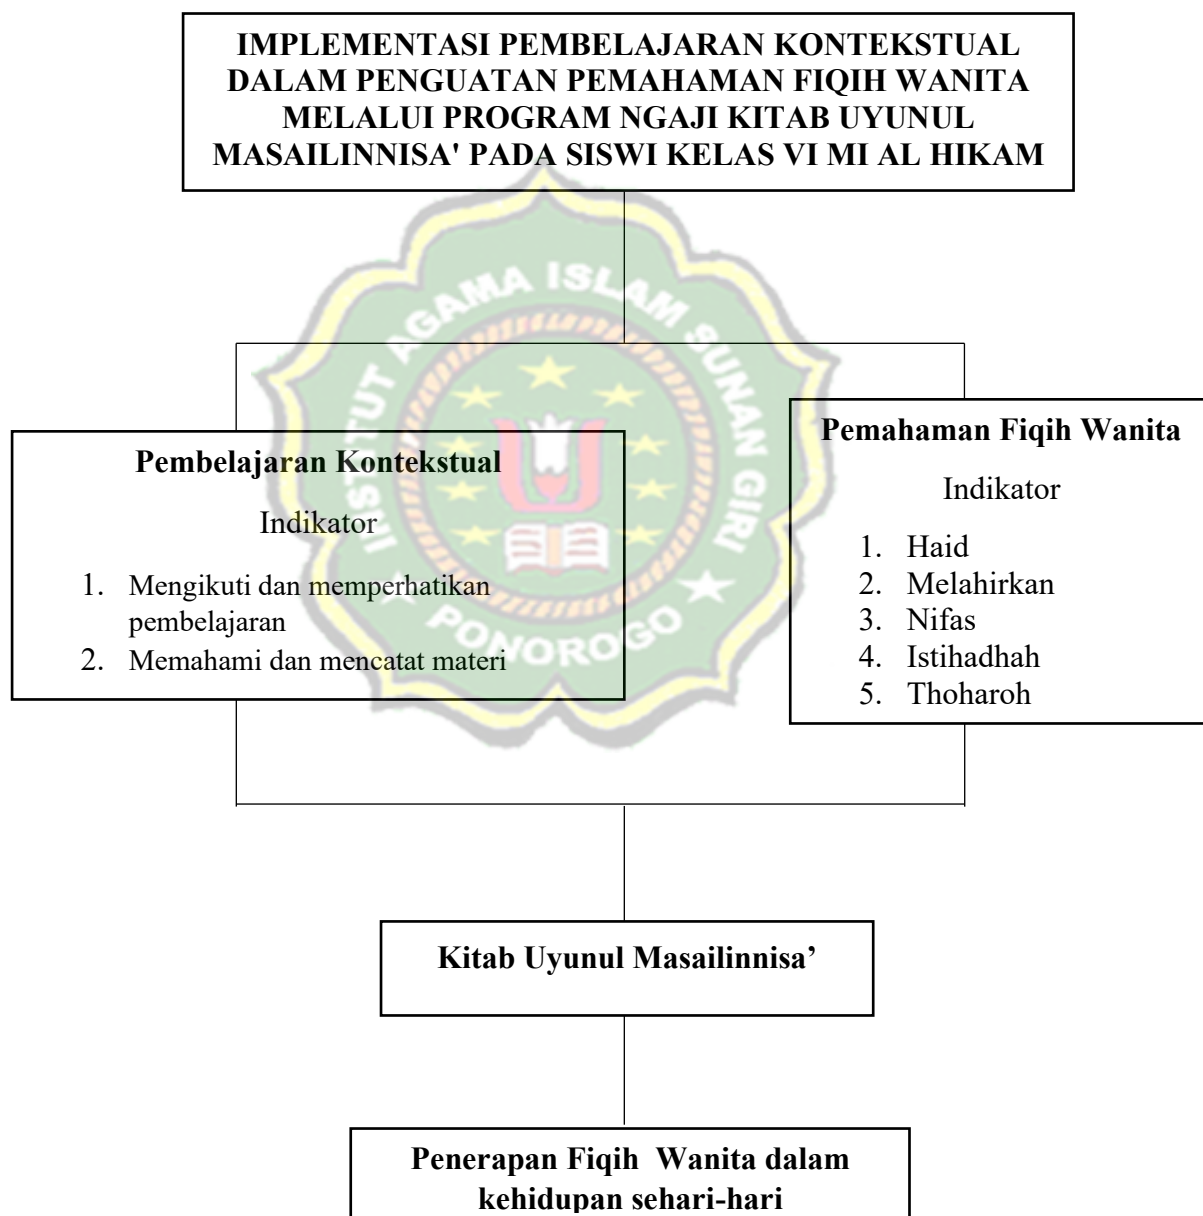 IMPLEMENTASI PEMBELAJARAN KONTEKSTUAL
DALAM PENGUATAN PEMAHAMAN FIQIH WANITA
MELALUI PROGRAM NGAJI KITAB UYUNUL
MASAILINNISA' PADA SISWI KELAS VI MI AL HIKAM
INSTITUT AGAMA ISLAM SUNAN GIRI
PONOROGO
Pembelajaran Kontekstual
Indikator
1. Mengikuti dan memperhatikan
pembelajaran
2. Memahami dan mencatat materi
Pemahaman Fiqih Wanita
Indikator
1. Haid
2. Melahirkan
3. Nifas
4. Istihadhah
5. Thoharoh
Kitab Uyunul Masailinnisa’
Penerapan Fiqih Wanita dalam
kehidupan sehari-hari